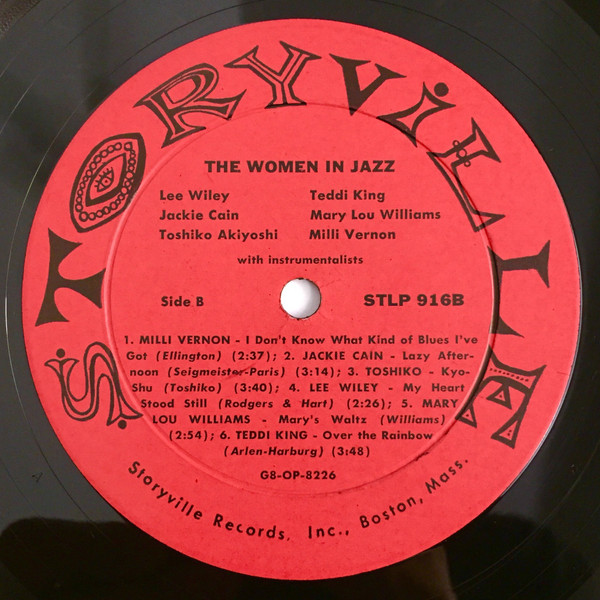 STORYVILLE
THE WOMEN IN JAZZ
Lee Wiley Teddi King
Jackie Cain Mary Lou Williams
Toshiko Akiyoshi Milli Vernon
with instrumentalists
Side B STLP 916B
1. MILLI VERNON - I Don't Know What Kind of Blues I've
Got (Ellington) (2:37); 2. JACKIE CAIN - Lazy After-
noon (Seigmeister-Paris) (3:14); 3. TOSHIKO - Kyo-
Shu (Toshiko) (3:40); 4. LEE WILEY - My Heart
Stood Still (Rodgers & Hart) (2:26); 5. MARY
LOU WILLIAMS - Mary's Waltz (Williams)
(2:54); 6. TEDDI KING - Over the Rainbow
(Arlen-Harburg) (3:48)
G8-OP-8226
Storyville Records, Inc., Boston, Mass.